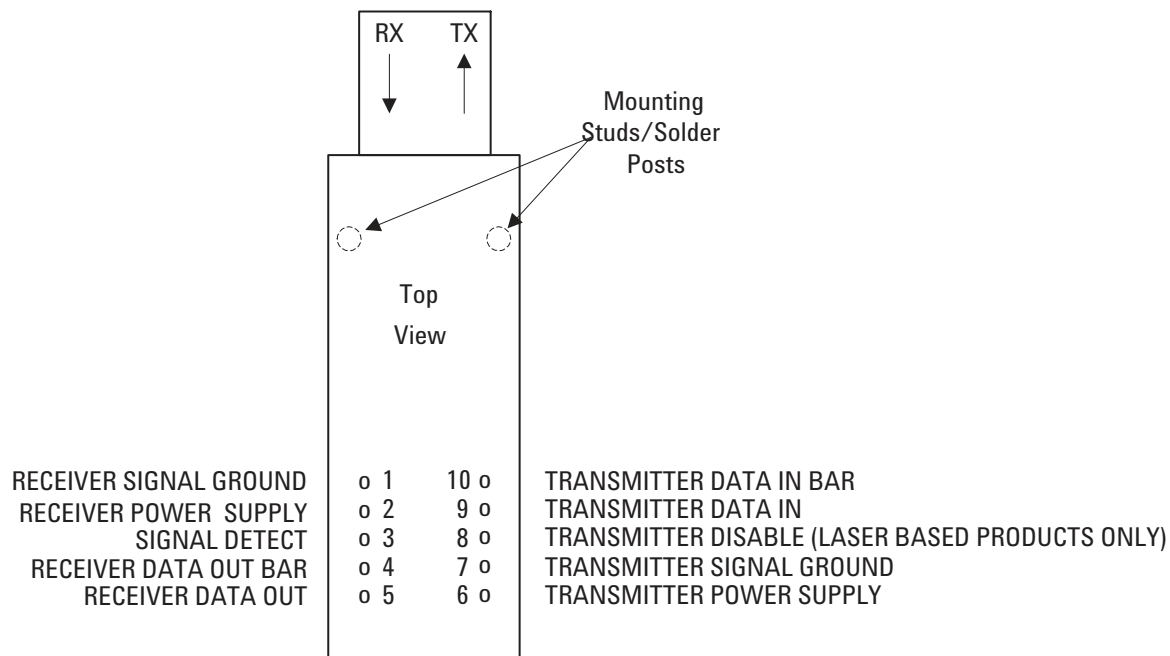 RX TX
Mounting
Studs/Solder
Posts
Top
View
RECEIVER SIGNAL GROUND o 1 10 o TRANSMITTER DATA IN BAR
RECEIVER POWER SUPPLY o 2 9 o TRANSMITTER DATA IN
SIGNAL DETECT o 3 8 o TRANSMITTER DISABLE (LASER BASED PRODUCTS ONLY)
RECEIVER DATA OUT BAR o 4 7 o TRANSMITTER SIGNAL GROUND
RECEIVER DATA OUT o 5 6 o TRANSMITTER POWER SUPPLY